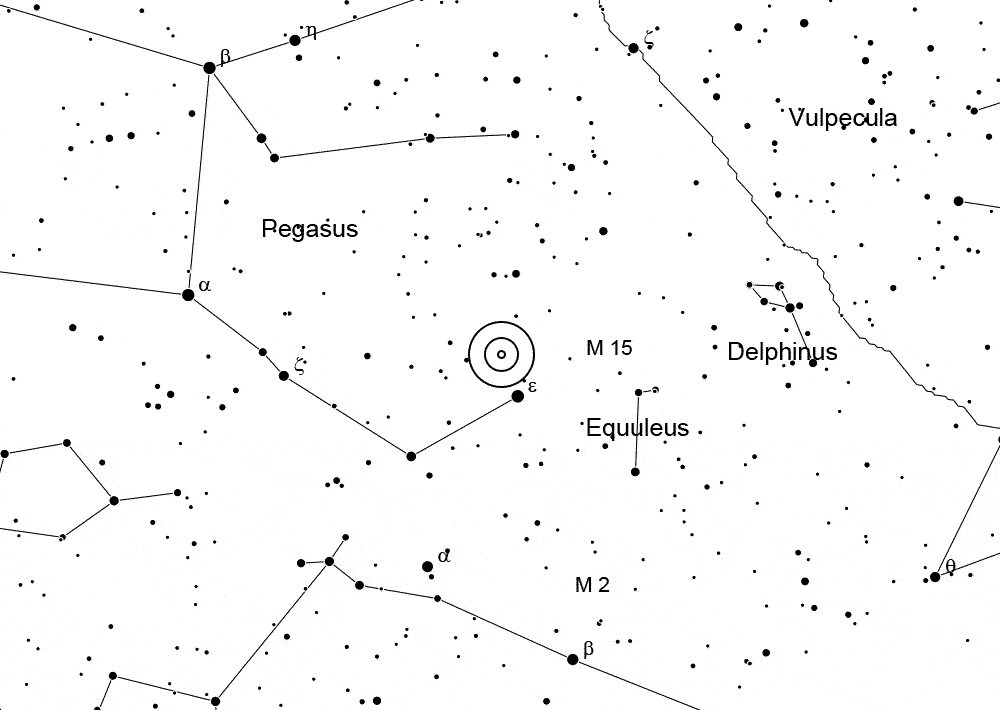 η
β
ζ
Vulpecula
Pegasus
α
M 15
Delphinus
ζ
ε
Equuleus
α
θ
M 2
β